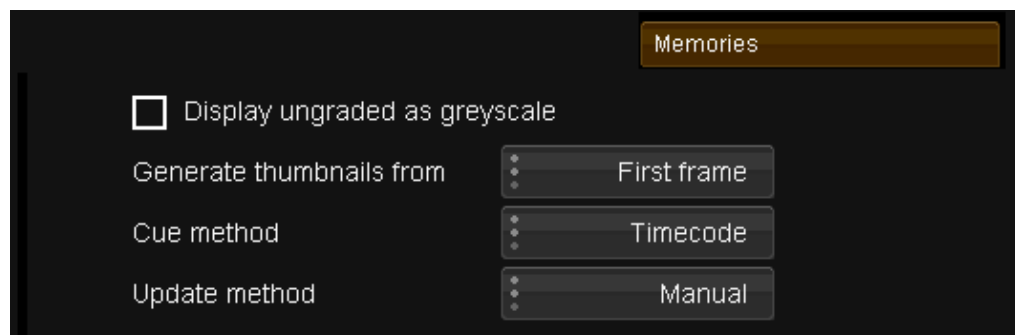 Memories
Display ungraded as greyscale
Generate thumbnails from First frame
Cue method Timecode
Update method Manual